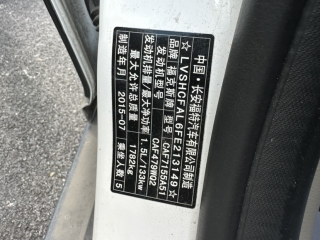 中国·长安福特汽车有限公司制造
☆LVSHCFAL6FE213149☆
品牌 福克斯牌 型号 CAF7155A51
发动机型号 CAF479WQ2
发动机排量/最大净功率 1.5L/133kw
最大允许总质量 1782kg
制造年月 2015-07 乘坐人数 5